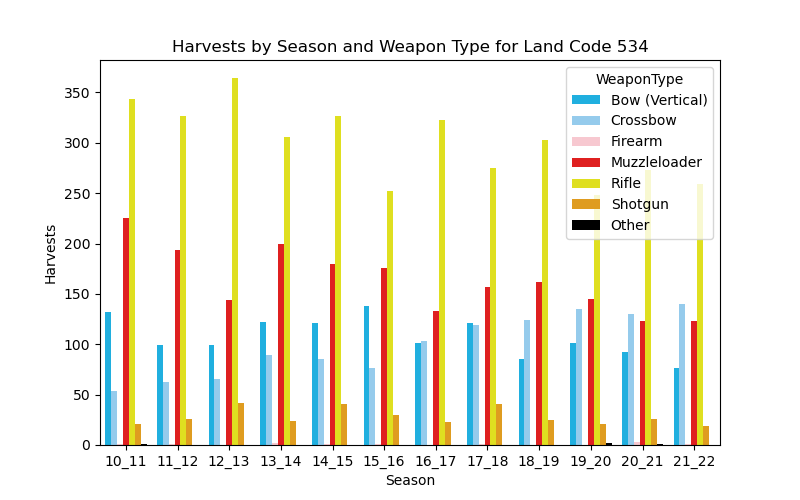 Harvests by Season and Weapon Type for Land Code 534
WeaponType
Bow (Vertical)
Crossbow
Firearm
Muzzleloader
Rifle
Shotgun
Other
350
300
250
200
150
100
50
0
Harvests
10_11 11_12 12_13 13_14 14_15 15_16 16_17 17_18 18_19 19_20 20_21 21_22
Season